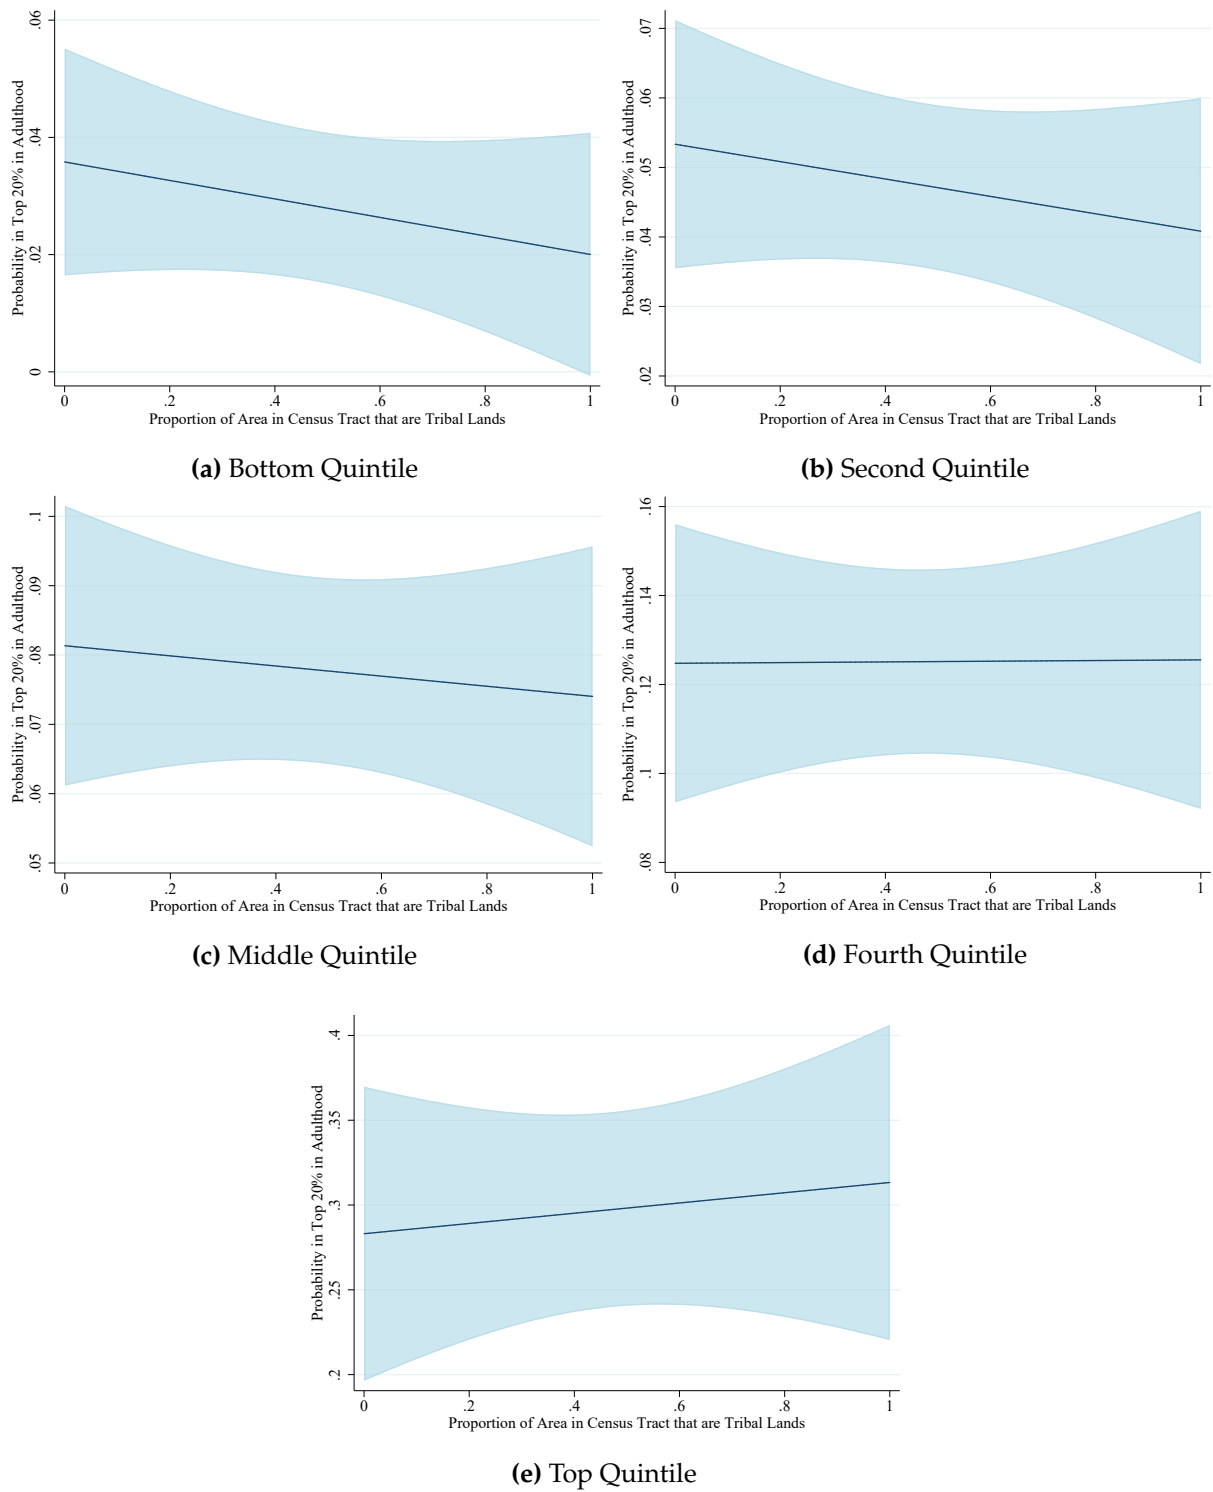 Probability in Top 20% in Adulthood
.06
.04
.02
0
0 .2 .4 .6 .8 1
Proportion of Area in Census Tract that are Tribal Lands
(a) Bottom Quintile
Probability in Top 20% in Adulthood
.07
.06
.05
.04
.03
.02
0 .2 .4 .6 .8 1
Proportion of Area in Census Tract that are Tribal Lands
(b) Second Quintile
Probability in Top 20% in Adulthood
.1
.09
.08
.07
.06
.05
0 .2 .4 .6 .8 1
Proportion of Area in Census Tract that are Tribal Lands
(c) Middle Quintile
Probability in Top 20% in Adulthood
.16
.14
.12
.1
.08
0 .2 .4 .6 .8 1
Proportion of Area in Census Tract that are Tribal Lands
(d) Fourth Quintile
Probability in Top 20% in Adulthood
.4
.35
.3
.25
.2
0 .2 .4 .6 .8 1
Proportion of Area in Census Tract that are Tribal Lands
(e) Top Quintile